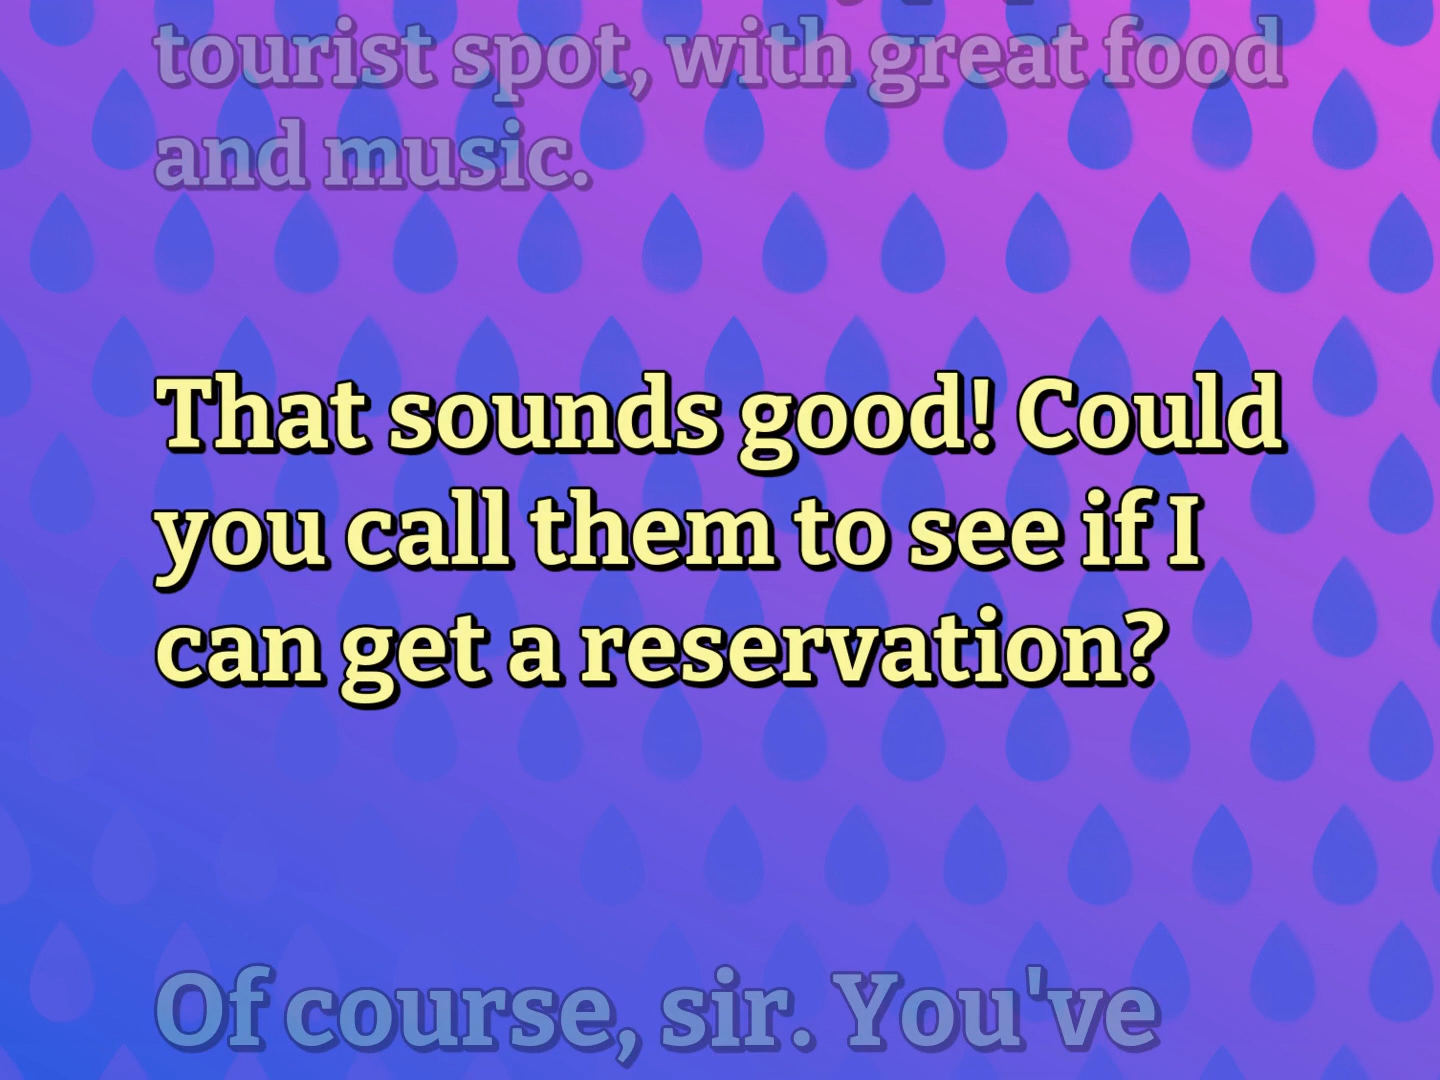 tourist spot, with great food
and music.
That sounds good! Could
you call them to see if I
can get a reservation?
Of course, sir. You've